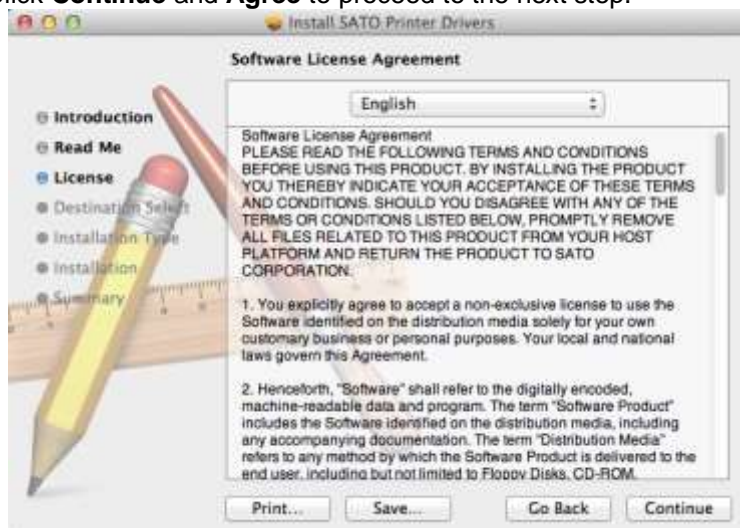 Click Continue and Agree to proceed to the next step.
Install SATO Printer Drivers
Software License Agreement
Introduction
Read Me
License
Destination Select
Installation Type
Installation
Summary
English
Software License Agreement
PLEASE READ THE FOLLOWING TERMS AND CONDITIONS
BEFORE USING THIS PRODUCT. BY INSTALLING THE PRODUCT
YOU THEREBY INDICATE YOUR ACCEPTANCE OF THESE TERMS
AND CONDITIONS. SHOULD YOU DISAGREE WITH ANY OF THE
TERMS OR CONDITIONS LISTED BELOW, PROMPTLY REMOVE
ALL FILES RELATED TO THIS PRODUCT FROM YOUR HOST
PLATFORM AND RETURN THE PRODUCT TO SATO
CORPORATION.
1. You explicitly agree to accept a non-exclusive license to use the
Software identified on the distribution media solely for your own
customary business or personal purposes. Your local and national
laws govern this Agreement.
2. Henceforth, "Software" shall refer to the digitally encoded,
machine-readable data and program. The term "Software Product"
includes the Software identified on the distribution media, including
any accompanying documentation. The term "Distribution Media"
refers to any method by which the Software Product is delivered to the
end user, including but not limited to Floppy Disks, CD-ROM,
Print...
Save...
Go Back
Continue